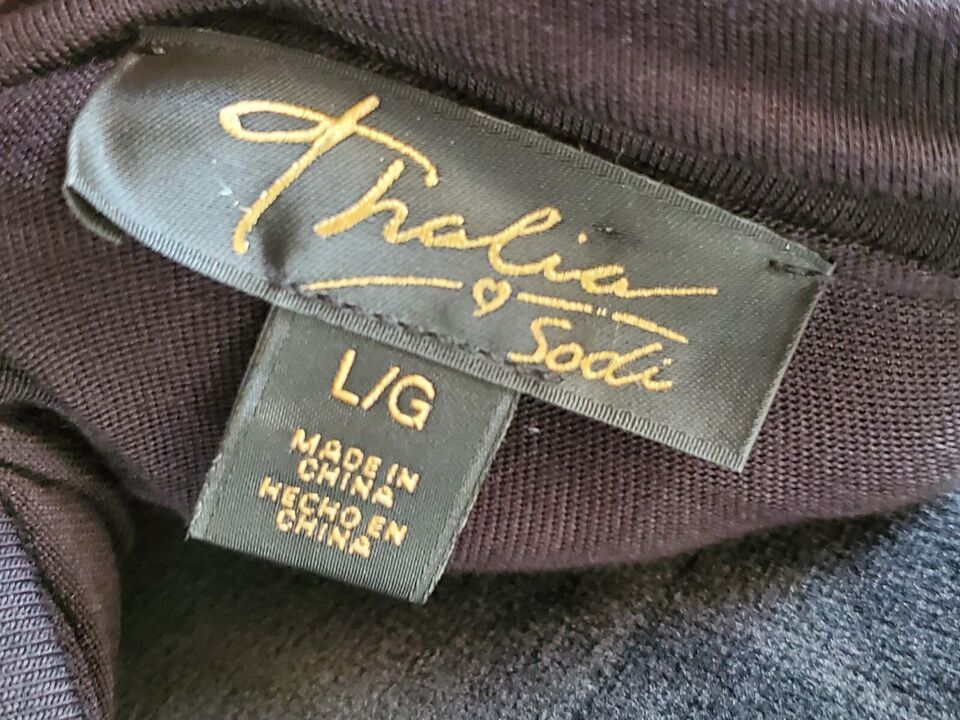 Thalia
Sodi
L/G
MADE IN
CHINA
HECHO EN
CHINA